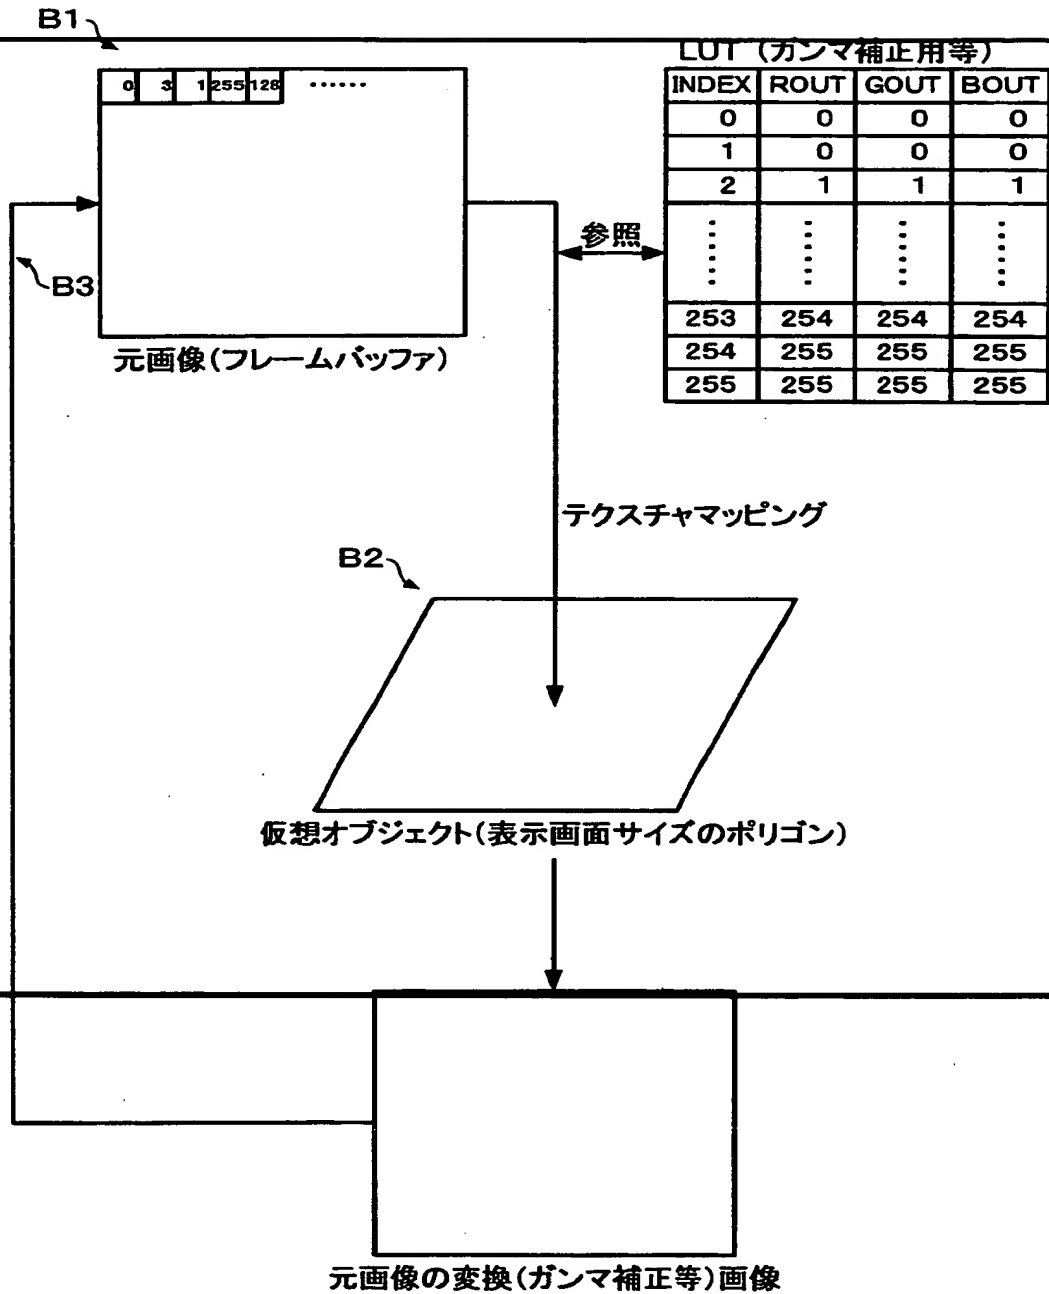 B1
0 3 1 255 128 ……
LUT (ガンマ補正用等)
INDEX ROUT GOUT BOUT
0 0 0 0
1 0 0 0
2 1 1 1
⋮ ⋮ ⋮ ⋮
253 254 254 254
254 255 255 255
255 255 255 255
参照
B3
元画像(フレームバッファ)
テクスチャマッピング
B2
仮想オブジェクト(表示画面サイズのポリゴン)
元画像の変換(ガンマ補正等)画像